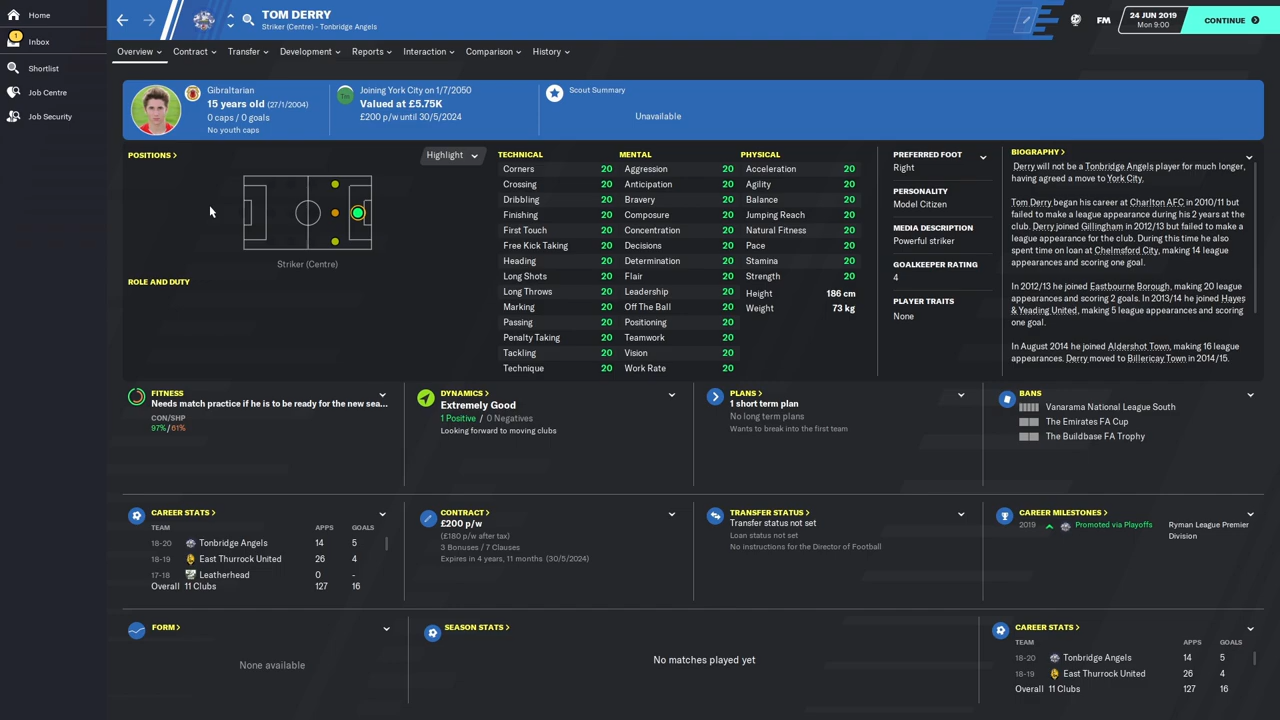 Home
Inbox
1
Shortlist
Job Centre
Job Security
TOM DERRY
Striker (Centre) - Tonbridge Angels
FM
24 JUN 2019
Mon 9:00
CONTINUE
Overview
Contract
Transfer
Development
Reports
Interaction
Comparison
History
Gibraltarian
15 years old (27/1/2004)
0 caps / 0 goals
No youth caps
Joining York City on 1/7/2050
Valued at £5.75K
£200 p/w until 30/5/2024
Scout Summary
Unavailable
POSITIONS >
Highlight
Striker (Centre)
ROLE AND DUTY
TECHNICAL
Corners 20
Crossing 20
Dribbling 20
Finishing 20
First Touch 20
Free Kick Taking 20
Heading 20
Long Shots 20
Long Throws 20
Marking 20
Passing 20
Penalty Taking 20
Tackling 20
Technique 20
MENTAL
Aggression 20
Anticipation 20
Bravery 20
Composure 20
Concentration 20
Decisions 20
Determination 20
Flair 20
Leadership 20
Off The Ball 20
Positioning 20
Teamwork 20
Vision 20
Work Rate 20
PHYSICAL
Acceleration 20
Agility 20
Balance 20
Jumping Reach 20
Natural Fitness 20
Pace 20
Stamina 20
Strength 20
Height 186 cm
Weight 73 kg
PREFERRED FOOT
Right
PERSONALITY
Model Citizen
MEDIA DESCRIPTION
Powerful striker
GOALKEEPER RATING
4
PLAYER TRAITS
None
BIOGRAPHY >
Derry will not be a Tonbridge Angels player for much longer,
having agreed a move to York City.
Tom Derry began his career at Charlton AFC in 2010/11 but
failed to make a league appearance during his 2 years at the
club. Derry joined Gillingham in 2012/13 but failed to make a
league appearance for the club. During this time he also
spent time on loan at Chelmsford City, making 14 league
appearances and scoring one goal.
In 2012/13 he joined Eastbourne Borough, making 20 league
appearances and scoring 2 goals. In 2013/14 he joined Hayes
& Yeading United, making 5 league appearances and scoring
one goal.
In August 2014 he joined Aldershot Town, making 16 league
appearances. Derry moved to Billericay Town in 2014/15.
FITNESS >
Needs match practice if he is to be ready for the new sea...
CON/SHP
97%/61%
DYNAMICS >
Extremely Good
1 Positive / 0 Negatives
Looking forward to moving clubs
PLANS >
1 short term plan
No long term plans
Wants to break into the first team
BANS
Vanarama National League South
The Emirates FA Cup
The Buildbase FA Trophy
CAREER STATS >
TEAM APPS GOALS
18-20 Tonbridge Angels 14 5
18-19 East Thurrock United 26 4
17-18 Leatherhead 0 -
Overall 11 Clubs 127 16
CONTRACT >
£200 p/w
(£180 p/w after tax)
3 Bonuses / 7 Clauses
Expires in 4 years, 11 months (30/5/2024)
TRANSFER STATUS >
Transfer status not set
Loan status not set
No instructions for the Director of Football
CAREER MILESTONES >
2019 Promoted via Playoffs Ryman League Premier
Division
FORM >
None available
SEASON STATS >
No matches played yet
CAREER STATS >
TEAM APPS GOALS
18-20 Tonbridge Angels 14 5
18-19 East Thurrock United 26 4
Overall 11 Clubs 127 16